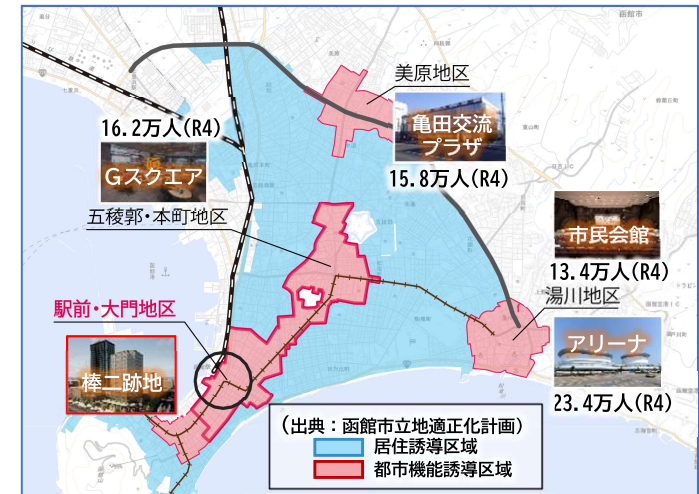 函館市
美原地区
亀田交流
プラザ
15.8万人(R4)
16.2万人(R4)
Gスクエア
五稜郭・本町地区
市民会館
13.4万人(R4)
湯川地区
駅前・大門地区
棒二跡地
アリーナ
23.4万人(R4)
(出典：函館市立地適正化計画)
居住誘導区域
都市機能誘導区域